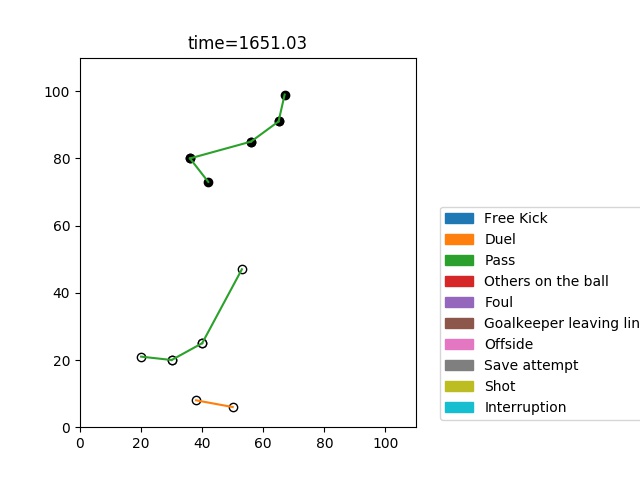 time=1651.03
100
80
60
40
20
0
0 20 40 60 80 100
Free Kick
Duel
Pass
Others on the ball
Foul
Goalkeeper leaving lin
Offside
Save attempt
Shot
Interruption